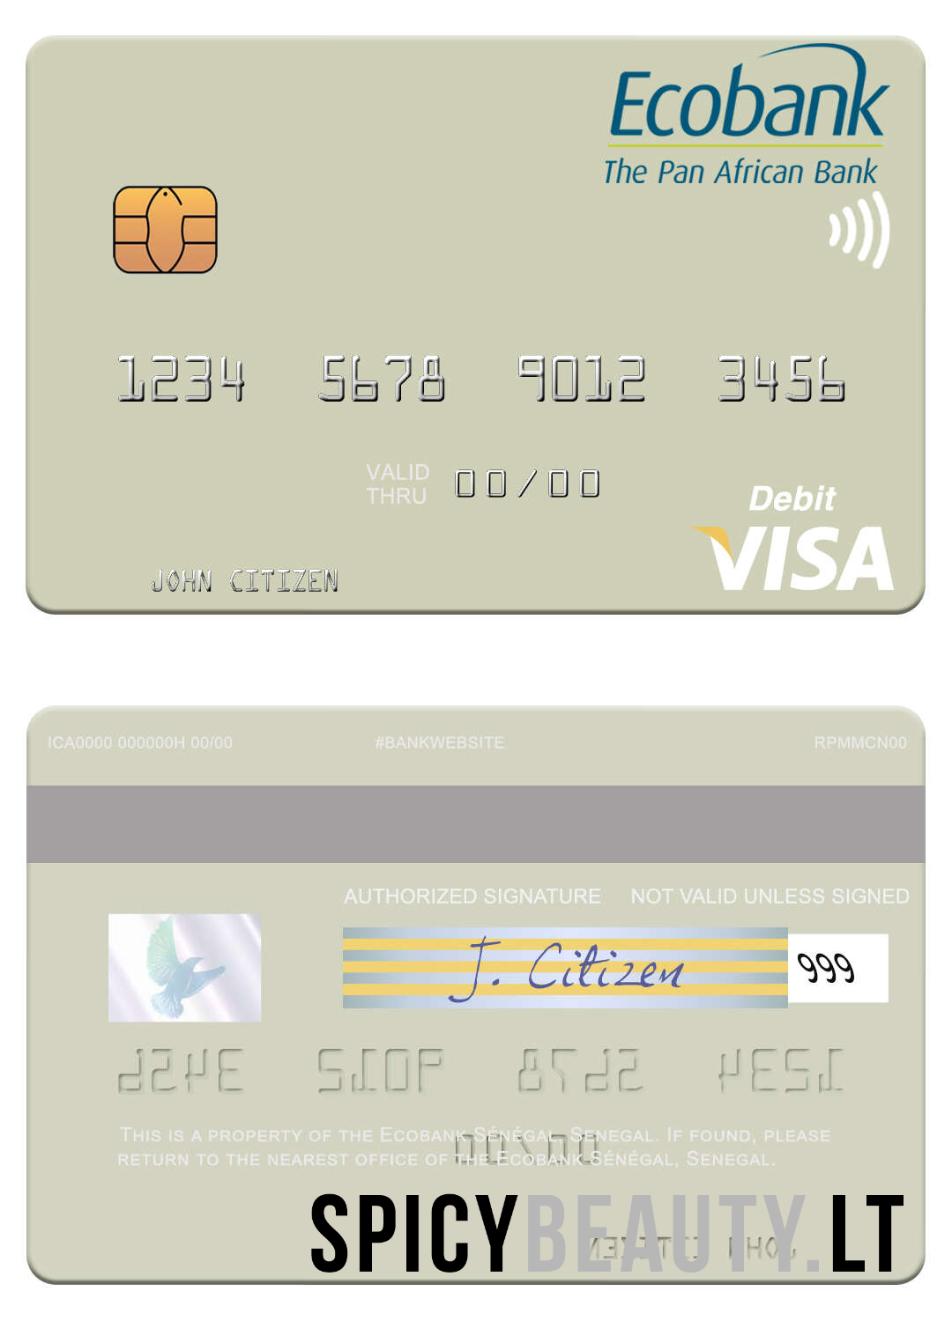 Ecobank
The Pan African Bank
1234 5678 9012 3456
VALID
THRU 00/00
Debit
VISA
JOHN CITIZEN
ICA0000 000000H 00/00 #BANKWEBSITE RPMMCN00
AUTHORIZED SIGNATURE NOT VALID UNLESS SIGNED
J. Citizen 999
THIS IS A PROPERTY OF THE ECOBANK SÉNÉGAL, SENEGAL. IF FOUND, PLEASE
RETURN TO THE NEAREST OFFICE OF THE ECOBANK SÉNÉGAL, SENEGAL.
SPICYBEAUTY.LT